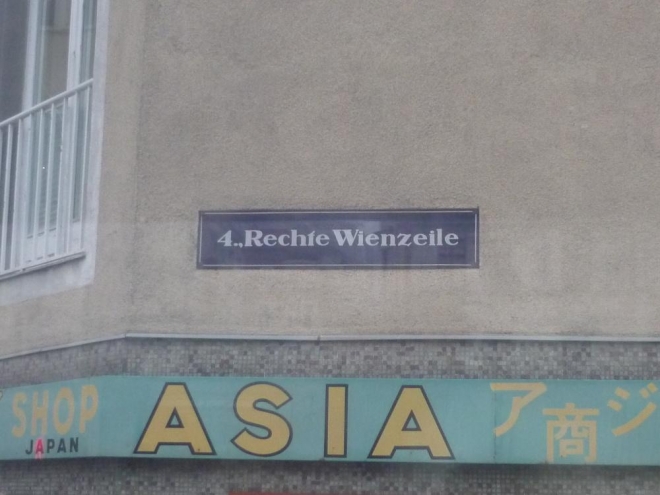 4., Rechte Wienzeile
SHOP ASIA ア商ジ
JAPAN